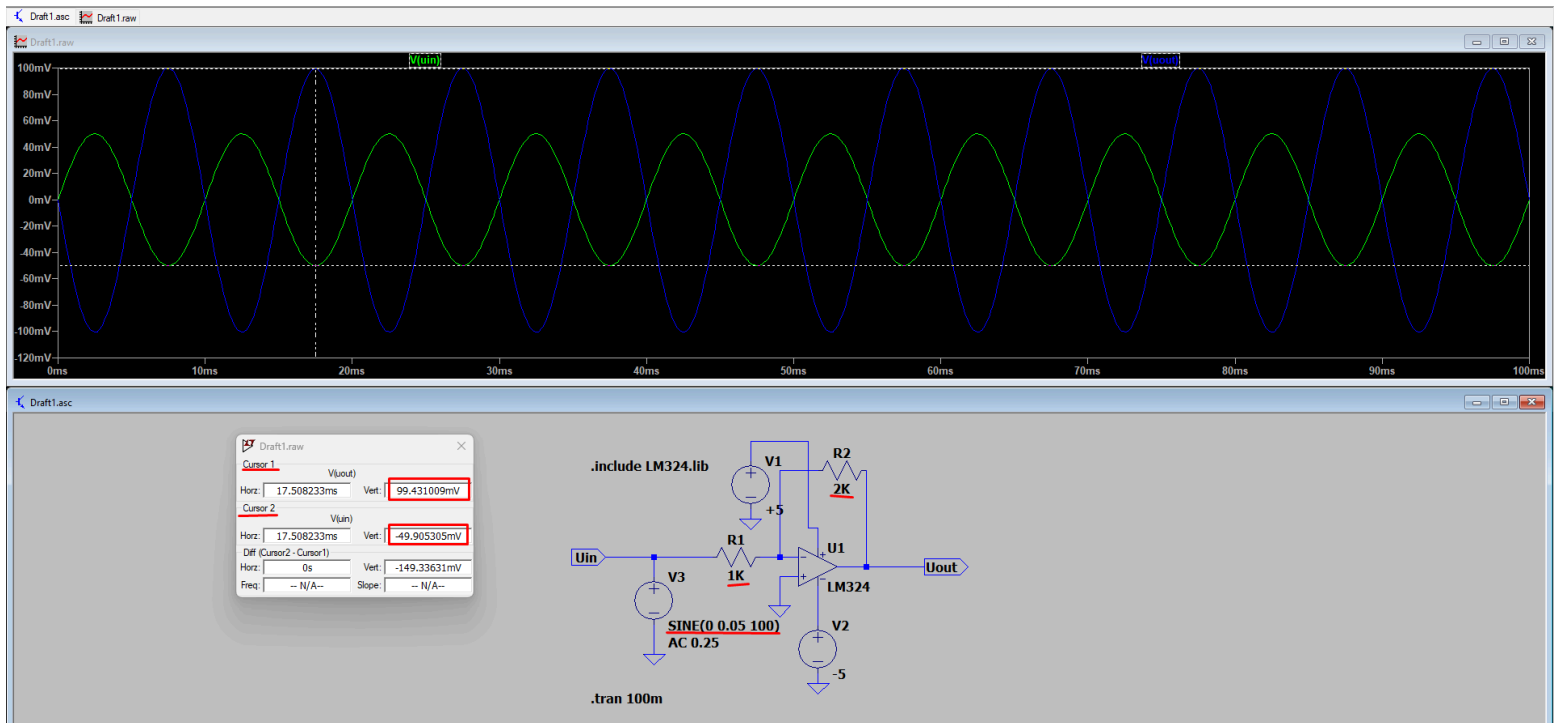 Draft1.asc Draft1.raw
Draft1.raw
V(uin) V(uout)
100mV
80mV
60mV
40mV
20mV
0mV
-20mV
-40mV
-60mV
-80mV
-100mV
-120mV
0ms 10ms 20ms 30ms 40ms 50ms 60ms 70ms 80ms 90ms 100ms
Draft1.asc
Draft1.raw
Cursor 1
V(uout)
Horz: 17.508233ms Vert: 99.431009mV
Cursor 2
V(uin)
Horz: 17.508233ms Vert: -49.905305mV
Diff (Cursor2 - Cursor1)
Horz: 0s Vert: -149.33631mV
Freq: -- N/A-- Slope: -- N/A--
.include LM324.lib
V1
+5
R2
2K
R1
1K
U1
LM324
Uin
Uout
V3
SINE(0 0.05 100)
AC 0.25
V2
-5
.tran 100m